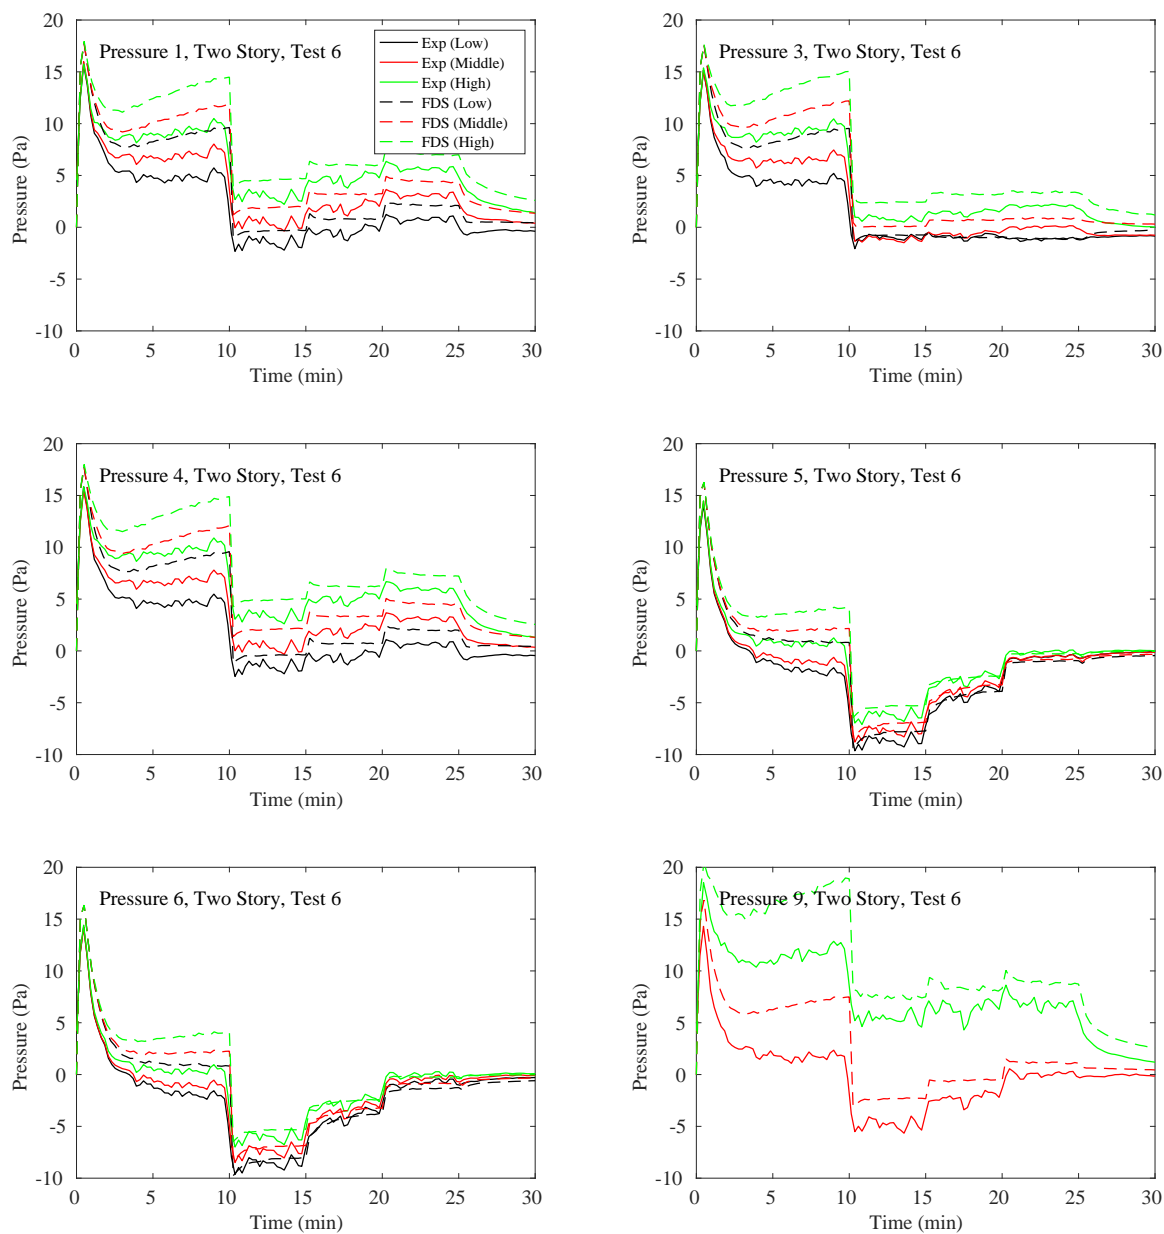 Pressure 1, Two Story, Test 6
Exp (Low)
Exp (Middle)
Exp (High)
FDS (Low)
FDS (Middle)
FDS (High)
20
15
10
5
0
-5
-10
Pressure (Pa)
0 5 10 15 20 25 30
Time (min)
Pressure 3, Two Story, Test 6
20
15
10
5
0
-5
-10
Pressure (Pa)
0 5 10 15 20 25 30
Time (min)
Pressure 4, Two Story, Test 6
20
15
10
5
0
-5
-10
Pressure (Pa)
0 5 10 15 20 25 30
Time (min)
Pressure 5, Two Story, Test 6
20
15
10
5
0
-5
-10
Pressure (Pa)
0 5 10 15 20 25 30
Time (min)
Pressure 6, Two Story, Test 6
20
15
10
5
0
-5
-10
Pressure (Pa)
0 5 10 15 20 25 30
Time (min)
Pressure 9, Two Story, Test 6
20
15
10
5
0
-5
-10
Pressure (Pa)
0 5 10 15 20 25 30
Time (min)